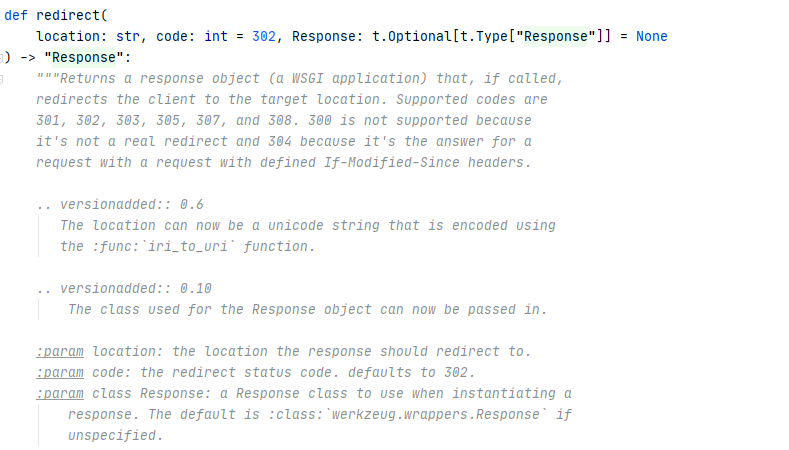 def redirect(
location: str, code: int = 302, Response: t.Optional[t.Type["Response"]] = None
) -> "Response":
"""Returns a response object (a WSGI application) that, if called,
redirects the client to the target location. Supported codes are
301, 302, 303, 305, 307, and 308. 300 is not supported because
it's not a real redirect and 304 because it's the answer for a
request with a request with defined If-Modified-Since headers.
.. versionadded:: 0.6
The location can now be a unicode string that is encoded using
the :func:`iri_to_uri` function.
.. versionadded:: 0.10
The class used for the Response object can now be passed in.
:param location: the location the response should redirect to.
:param code: the redirect status code. defaults to 302.
:param class Response: a Response class to use when instantiating a
response. The default is :class:`werkzeug.wrappers.Response` if
unspecified.